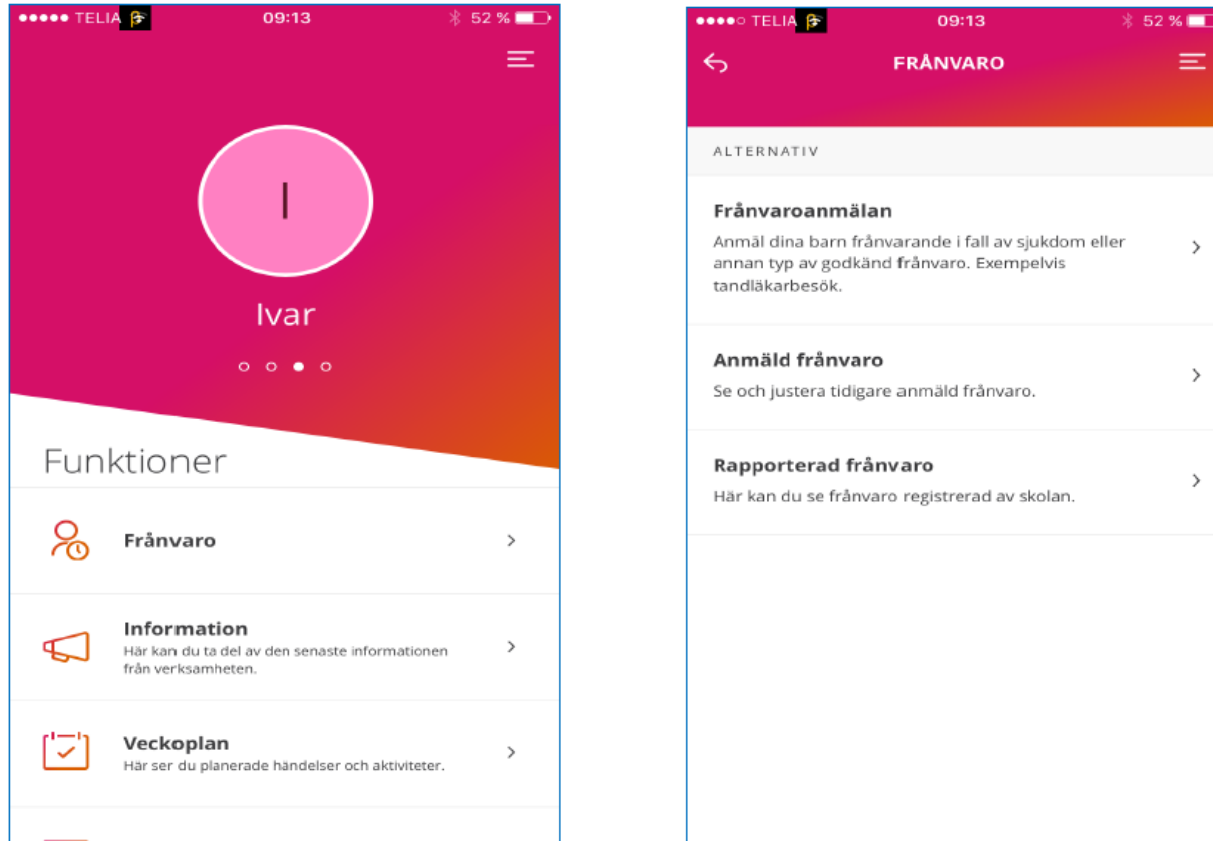 TELIA 09:13 52 %
I
Ivar
Funktioner
Frånvaro
Information
Här kan du ta del av den senaste informationen
från verksamheten.
Veckoplan
Här ser du planerade händelser och aktiviteter.
TELIA 09:13 52 %
FRÅNVARO
ALTERNATIV
Frånvaroanmälan
Anmäl dina barn frånvarande i fall av sjukdom eller
annan typ av godkänd frånvaro. Exempelvis
tandläkarbesök.
Anmäld frånvaro
Se och justera tidigare anmäld frånvaro.
Rapporterad frånvaro
Här kan du se frånvaro registrerad av skolan.